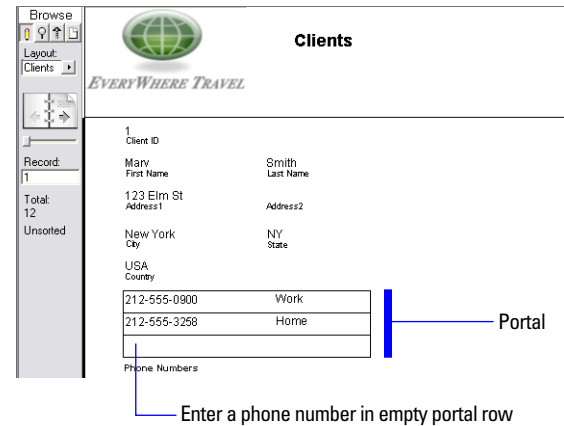 Browse
Layout:
Clients
Record:
1
Total:
12
Unsorted
EVERYWHERE TRAVEL
Clients
1
Client ID
Marv Smith
First Name Last Name
123 Elm St
Address1 Address2
New York NY
City State
USA
Country
212-555-0900 Work
212-555-3258 Home
Phone Numbers
Portal
Enter a phone number in empty portal row